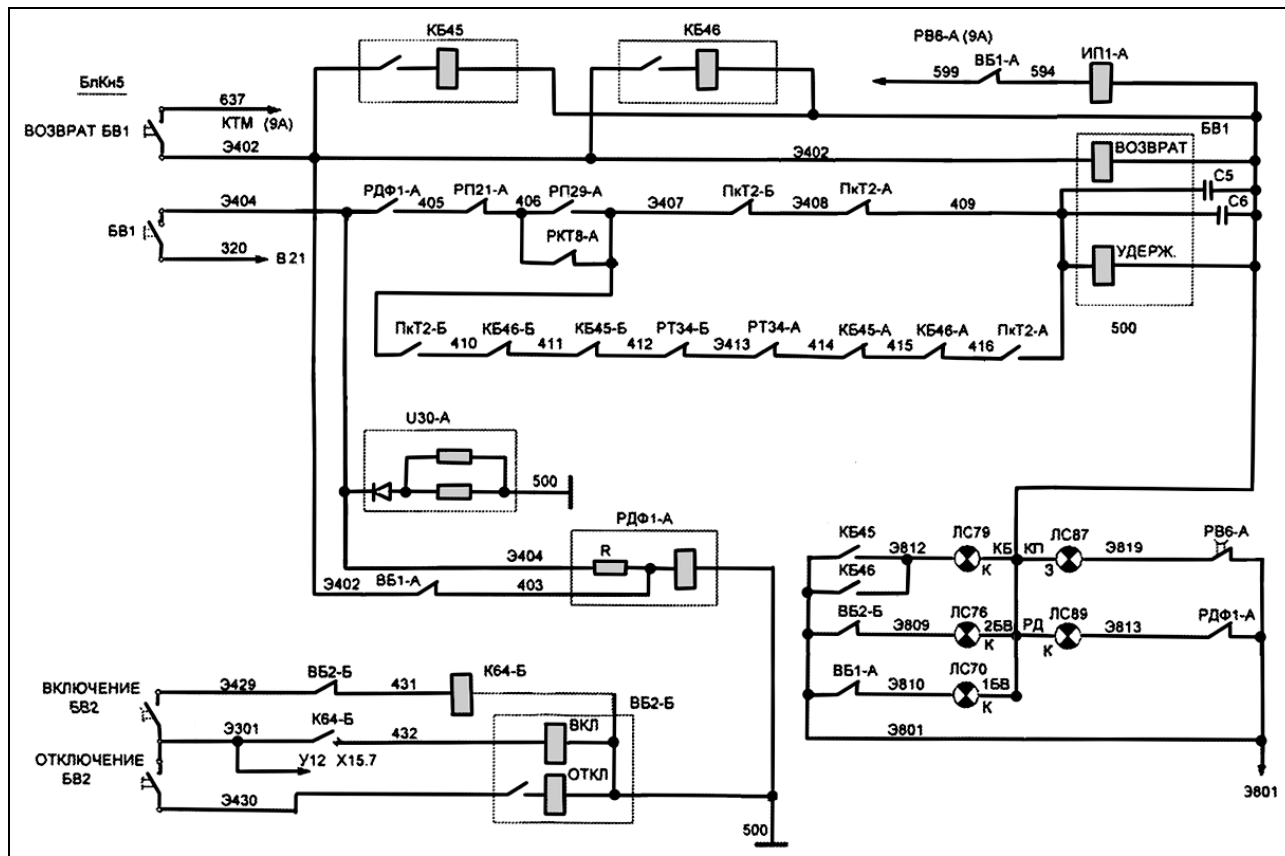 КБ45
КБ46
РВ6-А (9А)
ВБ1-А
ИП1-А
599
594
БлКн5
637
КТМ (9А)
ВОЗВРАТ БВ1
Э402
Э402
БВ1
ВОЗВРАТ
С5
С6
Э404
РДФ1-А
405
РП21-А
406
РП29-А
Э407
ПкТ2-Б
Э408
ПкТ2-А
409
БВ1
320
В21
РКТ8-А
УДЕРЖ.
500
ПкТ2-Б
410
КБ46-Б
411
КБ45-Б
412
РТ34-Б
Э413
РТ34-А
414
КБ45-А
415
КБ46-А
416
ПкТ2-А
U30-А
500
РДФ1-А
Э404
R
Э402
ВБ1-А
403
КБ45
Э812
ЛС79
КБ
К
КП
ЛС87
З
Э819
РВ6-А
КБ46
ВБ2-Б
Э809
ЛС76
2БВ
К
РД
ЛС89
К
Э813
РДФ1-А
ВБ1-А
Э810
ЛС70
1БВ
К
Э801
Э801
ВКЛЮЧЕНИЕ
БВ2
Э429
ВБ2-Б
431
К64-Б
ВБ2-Б
Э301
К64-Б
432
ВКЛ
У12 Х15.7
ОТКЛЮЧЕНИЕ
БВ2
Э430
ОТКЛ
500